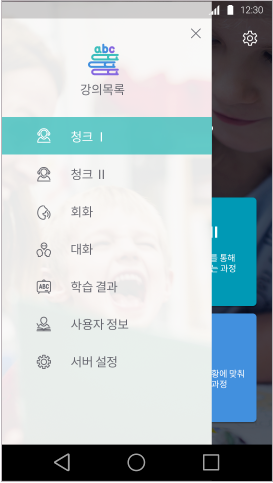 12:30
abc
강의목록
청크 Ⅰ
청크 Ⅱ
회화
대화
ABC
학습 결과
사용자 정보
서버 설정
를 통해
는 과정
황에 맞춰
과정